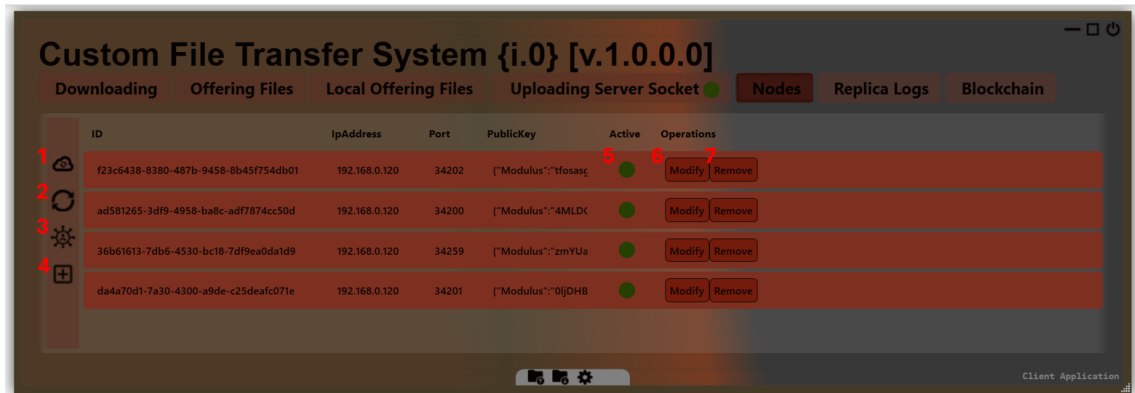 Custom File Transfer System {i.0} [v.1.0.0.0]
Downloading Offering Files Local Offering Files Uploading Server Socket Nodes Replica Logs Blockchain
ID IpAddress Port PublicKey Active Operations
1 5 6 7
f23c6438-8380-487b-9458-8b45f754db01 192.168.0.120 34202 {"Modulus":"tfosasg Modify Remove
2
ad581265-3df9-4958-ba8c-adf7874cc50d 192.168.0.120 34200 {"Modulus":"4MLD Modify Remove
3
36b61613-7db6-4530-bc18-7df9ea0da1d9 192.168.0.120 34259 {"Modulus":"zmYUa Modify Remove
4
da4a70d1-7a30-4300-a9de-c25deafc071e 192.168.0.120 34201 {"Modulus":"0ljDHB Modify Remove
Client Application